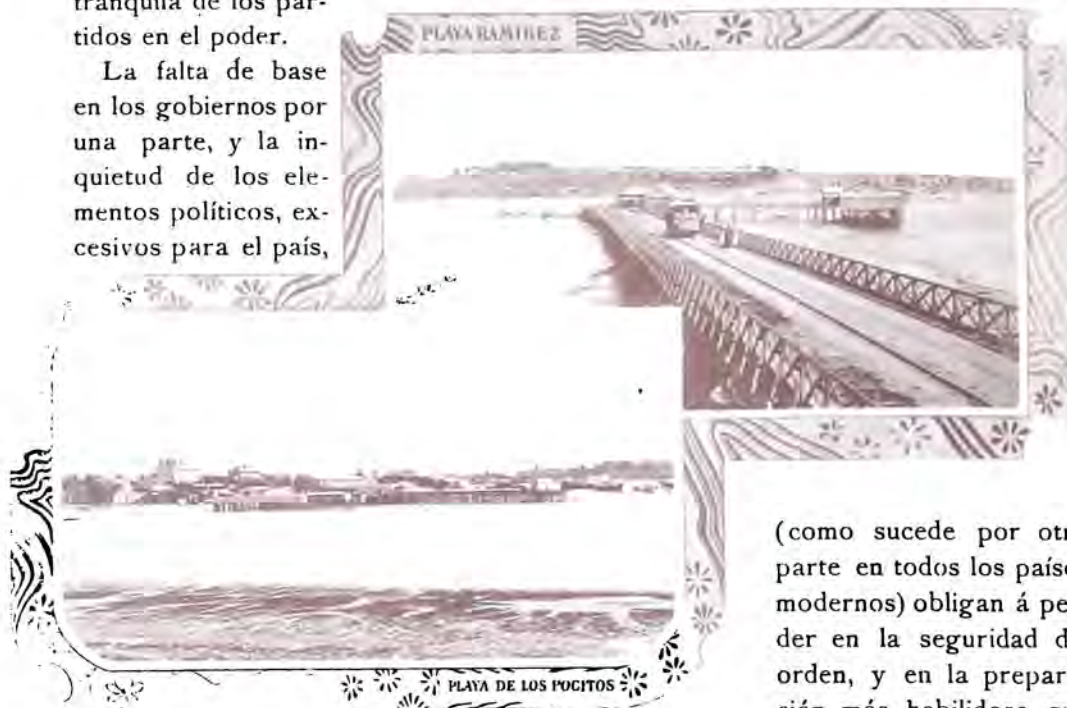 tranquila de los par-
tidos en el poder.
La falta de base
en los gobiernos por
una parte, y la in-
quietud de los ele-
mentos políticos, ex-
cesivos para el país,
PLAYA RAMIREZ
PLAYA DE LOS POCITOS
(como sucede por otr
parte en todos los paíse
modernos) obligan á pe
der en la seguridad d
orden, y en la prepar
ción más habilidosa